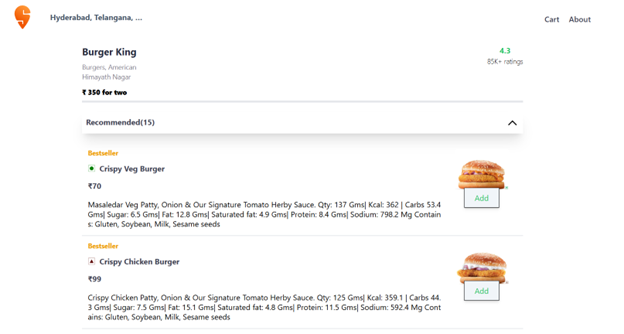 Hyderabad, Telangana, ...
Cart About
Burger King
4.3
Burgers, American
85K+ ratings
Himayath Nagar
₹ 350 for two
Recommended(15)
Bestseller
Crispy Veg Burger
₹70
Add
Masaledar Veg Patty, Onion & Our Signature Tomato Herby Sauce. Qty: 137 Gms| Kcal: 362 | Carbs 53.4
Gms| Sugar: 6.5 Gms| Fat: 12.8 Gms| Saturated fat: 4.9 Gms| Protein: 8.4 Gms| Sodium: 798.2 Mg Contain
s: Gluten, Soybean, Milk, Sesame seeds
Bestseller
Crispy Chicken Burger
₹99
Add
Crispy Chicken Patty, Onion & Our Signature Tomato Herby Sauce. Qty: 125 Gms| Kcal: 359.1 | Carbs 44.
3 Gms| Sugar: 7.5 Gms| Fat: 15.1 Gms| Saturated fat: 4.8 Gms| Protein: 11.5 Gms| Sodium: 592.4 Mg Cont
ains: Gluten, Soybean, Milk, Sesame seeds